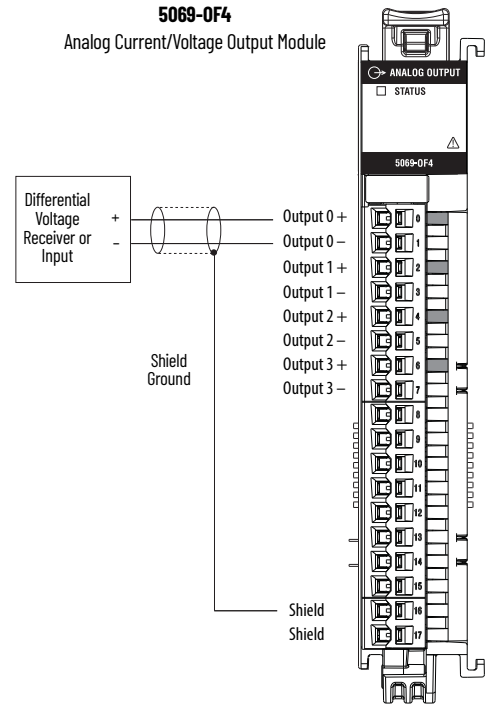 5069-OF4
Analog Current/Voltage Output Module
ANALOG OUTPUT
STATUS
5069-OF4
Differential
Voltage
Receiver or
Input
+
–
Shield
Ground
Output 0 +
Output 0 –
Output 1 +
Output 1 –
Output 2 +
Output 2 –
Output 3 +
Output 3 –
Shield
Shield
0
1
2
3
4
5
6
7
8
9
10
11
12
13
14
15
16
17